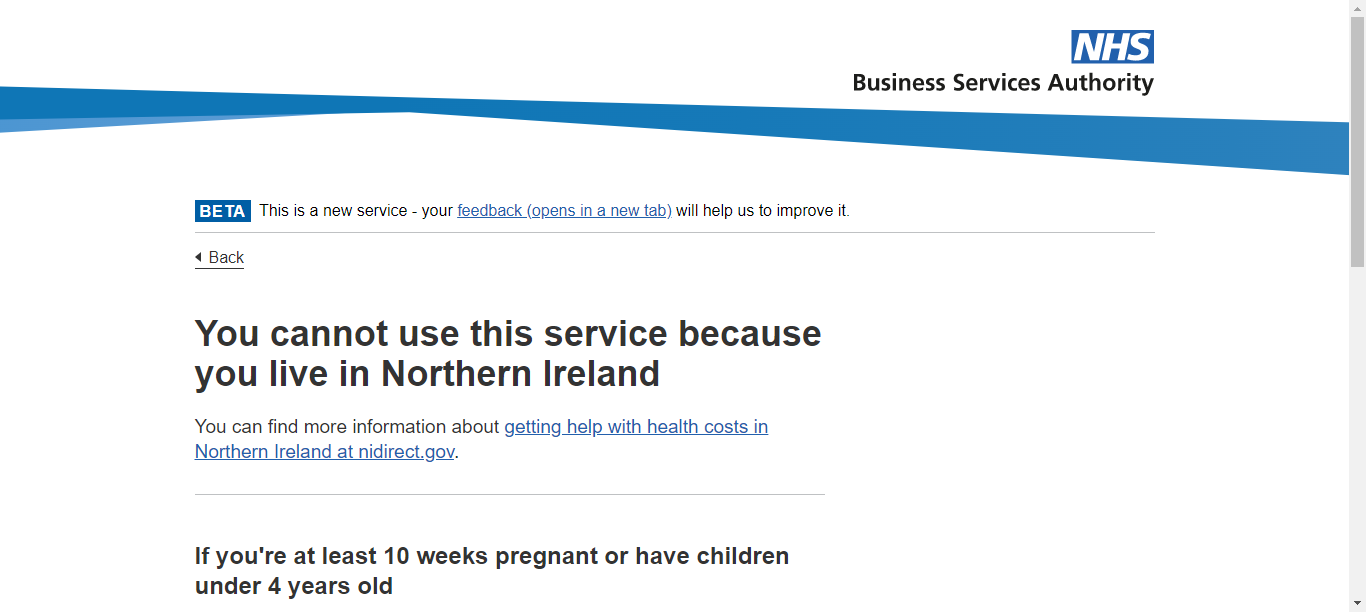 NHS
Business Services Authority
BETA This is a new service - your feedback (opens in a new tab) will help us to improve it.
Back
You cannot use this service because
you live in Northern Ireland
You can find more information about getting help with health costs in
Northern Ireland at nidirect.gov.
If you're at least 10 weeks pregnant or have children
under 4 years old